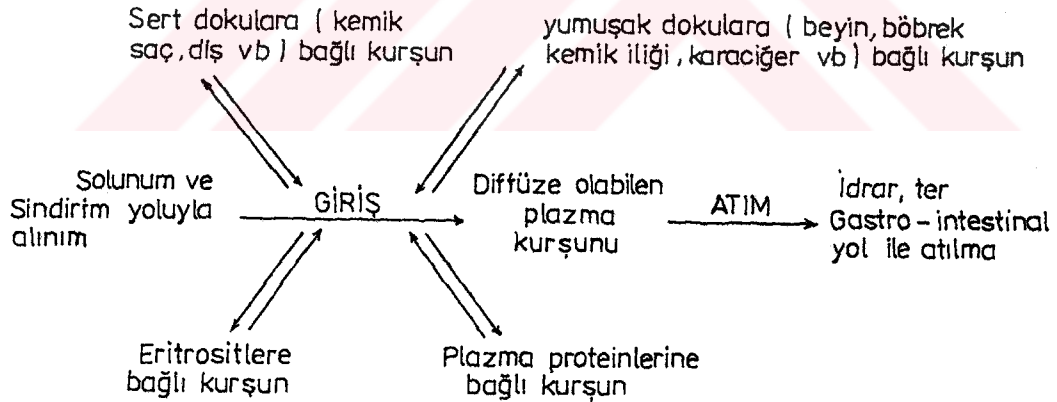 Sert dokulara ( kemik
saç, diş vb ) bağlı kurşun
yumuşak dokulara ( beyin, böbrek
kemik iliği, karaciğer vb ) bağlı kurşun
Solunum ve
Sindirim yoluyla
alınım
GİRİŞ
Diffüze olabilen
plazma
kurşunu
ATIM
İdrar, ter
Gastro-intestinal
yol ile atılma
Eritrositlere
bağlı kurşun
Plazma proteinlerine
bağlı kurşun